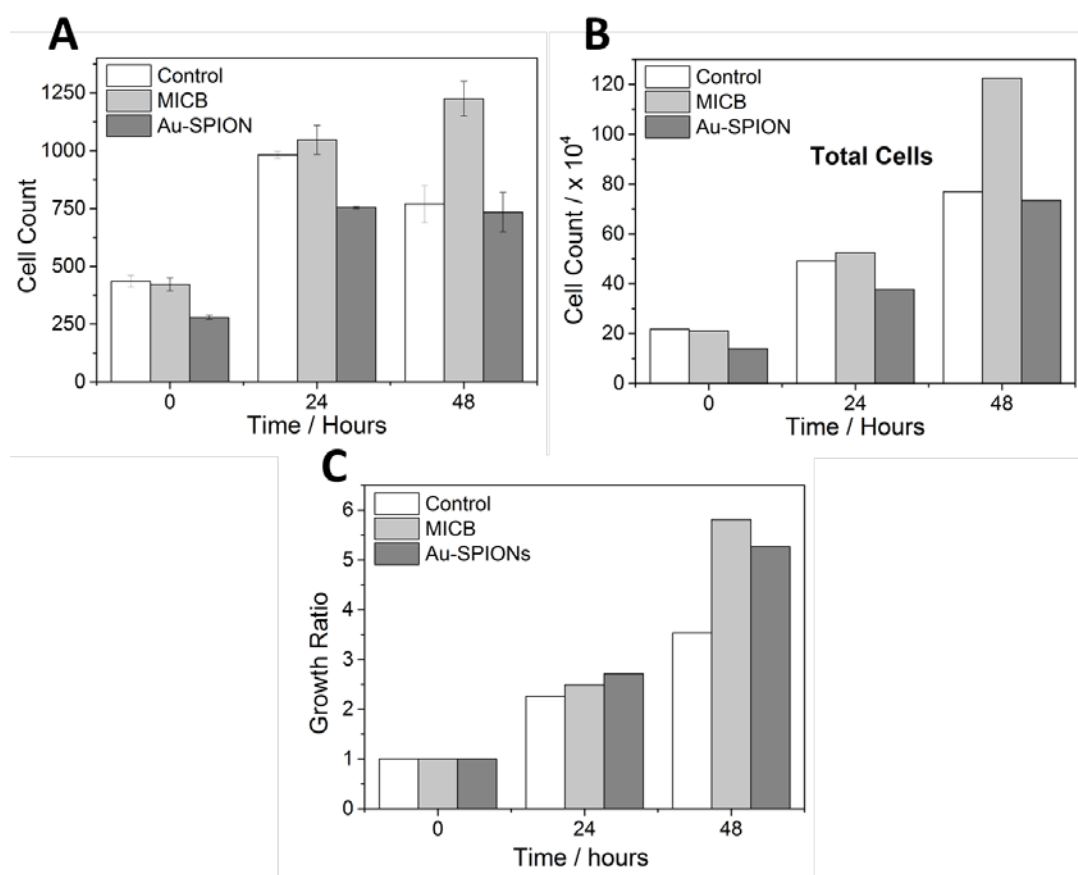 A
Control
MICB
Au-SPION
1250
1000
750
500
250
0
Cell Count
0 24 48
Time / Hours
B
Control
MICB
Au-SPION
Total Cells
120
100
80
60
40
20
0
Cell Count / x 10⁴
0 24 48
Time / Hours
C
Control
MICB
Au-SPIONs
6
5
4
3
2
1
0
Growth Ratio
0 24 48
Time / hours